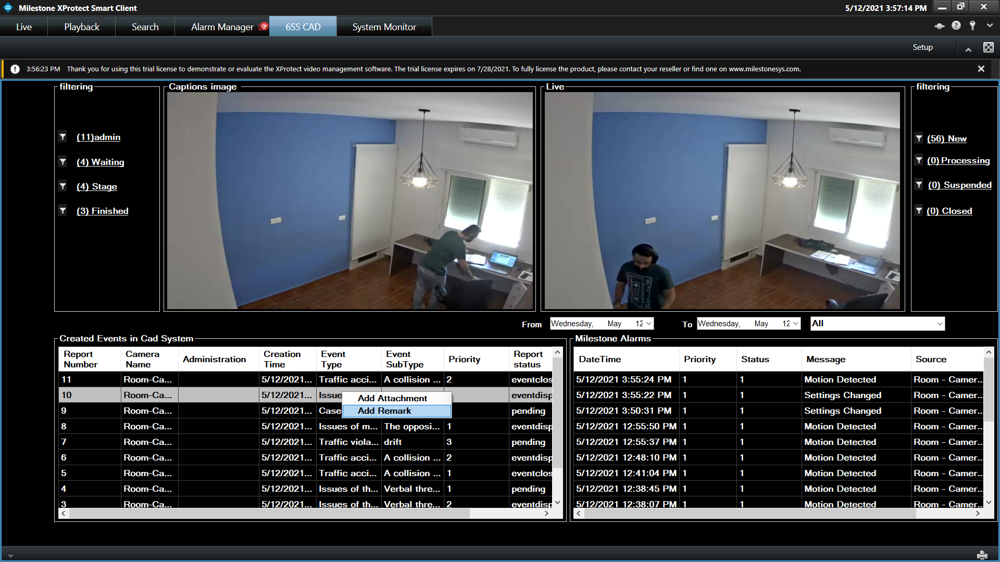 Milestone XProtect Smart Client
5/12/2021 3:57:14 PM
Live Playback Search Alarm Manager 9+ 6SS CAD System Monitor
Setup
3:56:23 PM Thank you for using this trial license to demonstrate or evaluate the XProtect video management software. The trial license expires on 7/28/2021. To fully license the product, please contact your reseller or find one on www.milestonesys.com.
filtering
(11)admin
(4) Waiting
(4) Stage
(3) Finished
Captions image
Live
filtering
(56) New
(0) Processing
(0) Suspended
(0) Closed
From Wednesday, May 12 To Wednesday, May 12 All
Created Events in Cad System
Report Number Camera Name Administration Creation Time Event Type Event SubType Priority Report status
11 Room-Ca... 5/12/2021... Traffic acci... A collision ... 2 eventclos
10 Room-Ca... 5/12/2021... Issue eventdisp
9 Room-Ca... 5/12/2021... Case pending
8 Room-Ca... 5/12/2021... Issues of m... The opposi... 1 eventdisp
7 Room-Ca... 5/12/2021... Traffic viola... drift 3 pending
6 Room-Ca... 5/12/2021... Traffic acci... A collision ... 2 eventdisp
5 Room-Ca... 5/12/2021... Traffic acci... A collision ... 1 eventclos
4 Room-Ca... 5/12/2021... Issues of th... Verbal thre... 1 pending
3 Room-Ca... 5/12/2021... Issues of th... Verbal thre... 2 eventdisp
Add Attachment
Add Remark
Milestone Alarms
DateTime Priority Status Message Source
5/12/2021 3:55:24 PM 1 1 Motion Detected Room - Camer...
5/12/2021 3:55:22 PM 1 1 Settings Changed Room - Camer...
5/12/2021 3:50:31 PM 1 1 Settings Changed Room - Camer...
5/12/2021 12:55:50 PM 1 1 Motion Detected Room - Camer...
5/12/2021 12:55:37 PM 1 1 Motion Detected Room - Camer...
5/12/2021 12:48:10 PM 1 1 Motion Detected Room - Camer...
5/12/2021 12:41:04 PM 1 1 Motion Detected Room - Camer...
5/12/2021 12:38:45 PM 1 1 Motion Detected Room - Camer...
5/12/2021 12:38:07 PM 1 1 Motion Detected Room - Camer...